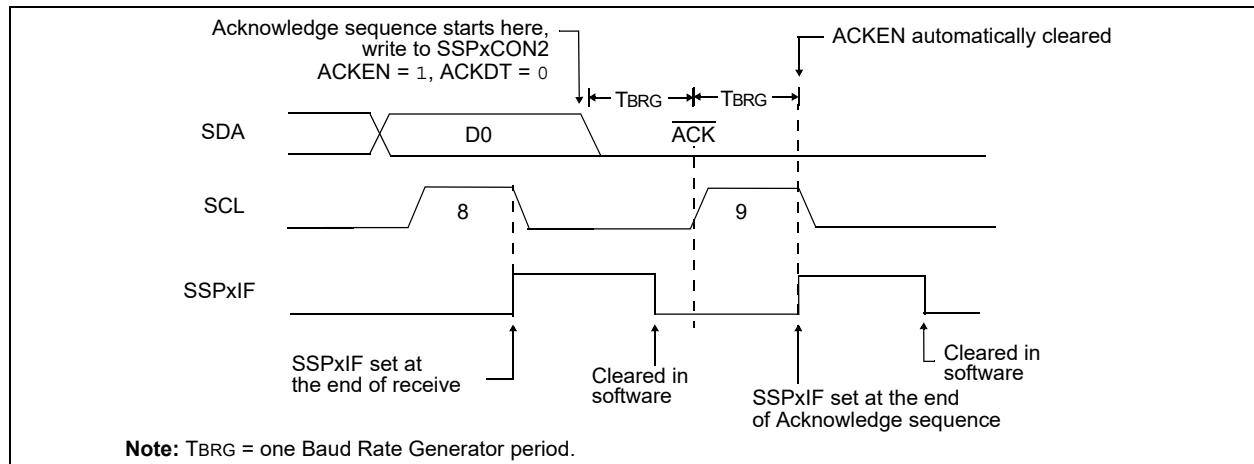 Acknowledge sequence starts here,
write to SSPxCON2
ACKEN = 1, ACKDT = 0
ACKEN automatically cleared
TBRG
TBRG
SDA
D0
ACK
SCL
8
9
SSPxIF
SSPxIF set at
the end of receive
Cleared in
software
SSPxIF set at the end
of Acknowledge sequence
Cleared in
software
Note: TBRG = one Baud Rate Generator period.